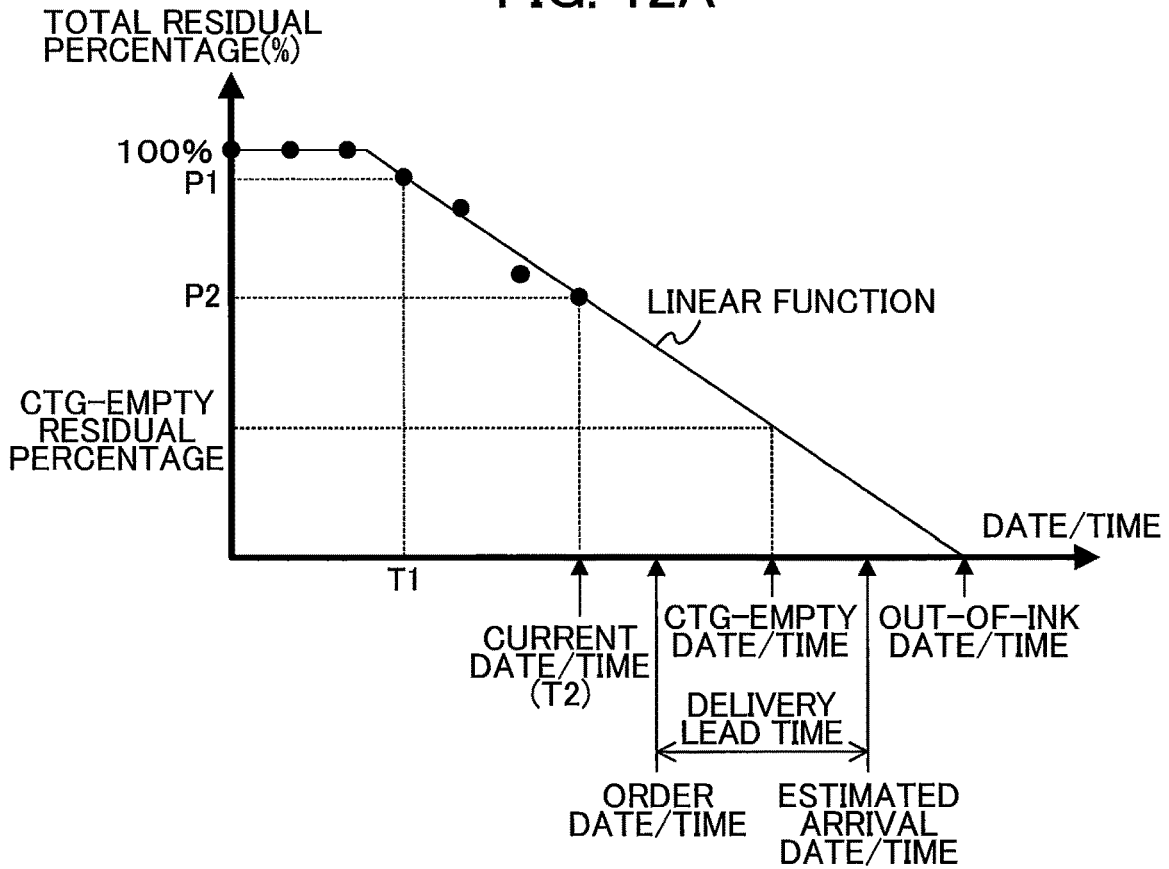 FIG. 12A
TOTAL RESIDUAL
PERCENTAGE(%)
100%
P1
P2
LINEAR FUNCTION
CTG-EMPTY
RESIDUAL
PERCENTAGE
DATE/TIME
T1
CURRENT
DATE/TIME
(T2)
CTG-EMPTY
DATE/TIME
OUT-OF-INK
DATE/TIME
DELIVERY
LEAD TIME
ORDER
DATE/TIME
ESTIMATED
ARRIVAL
DATE/TIME